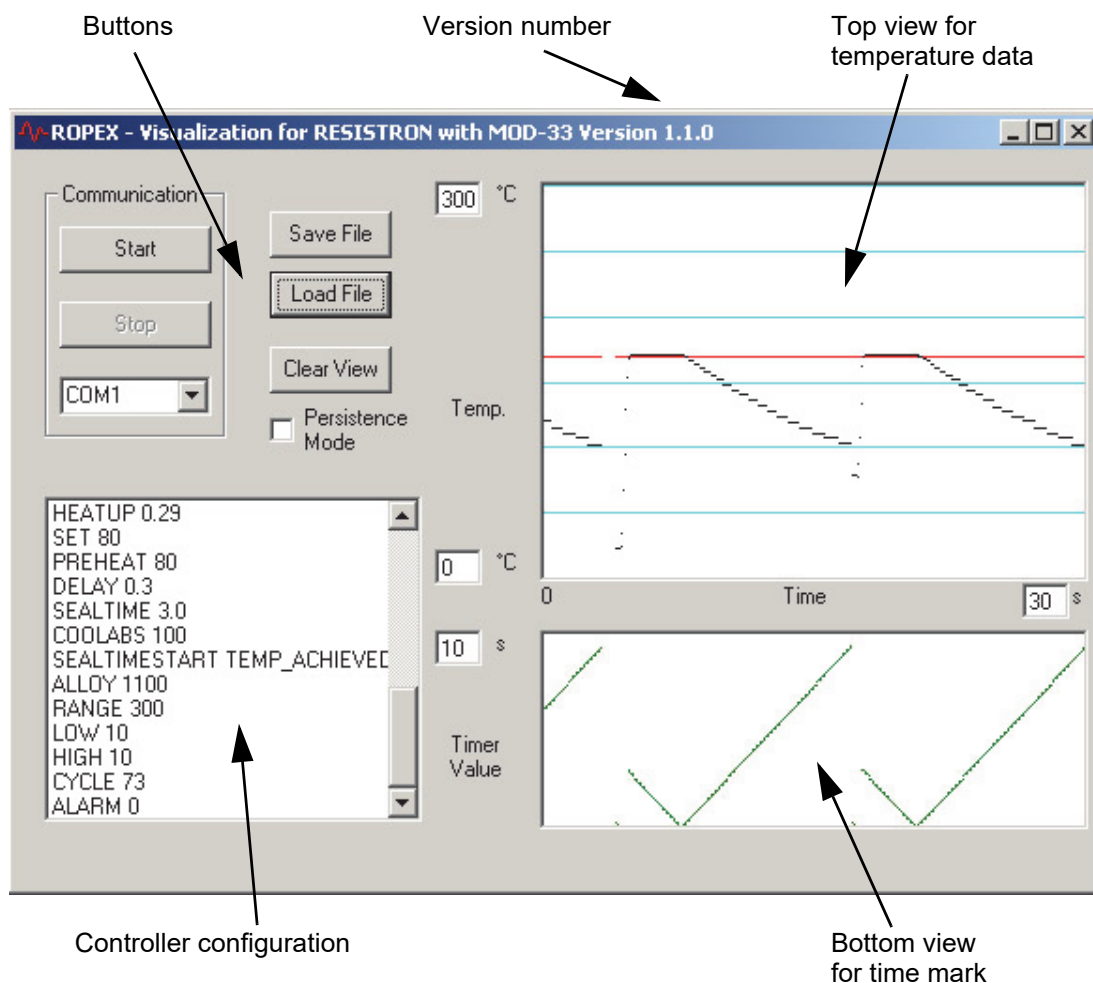 Buttons
Version number
Top view for
temperature data
ROPEX - Visualization for RESISTRON with MOD-33 Version 1.1.0
Communication
Start
Stop
COM1
Save File
Load File
Clear View
Persistence
Mode
300 °C
Temp.
0 °C
0 Time 30 s
HEATUP 0.29
SET 80
PREHEAT 80
DELAY 0.3
SEALTIME 3.0
COOLABS 100
SEALTIMESTART TEMP_ACHIEVED
ALLOY 1100
RANGE 300
LOW 10
HIGH 10
CYCLE 73
ALARM 0
10 s
Timer
Value
Controller configuration
Bottom view
for time mark